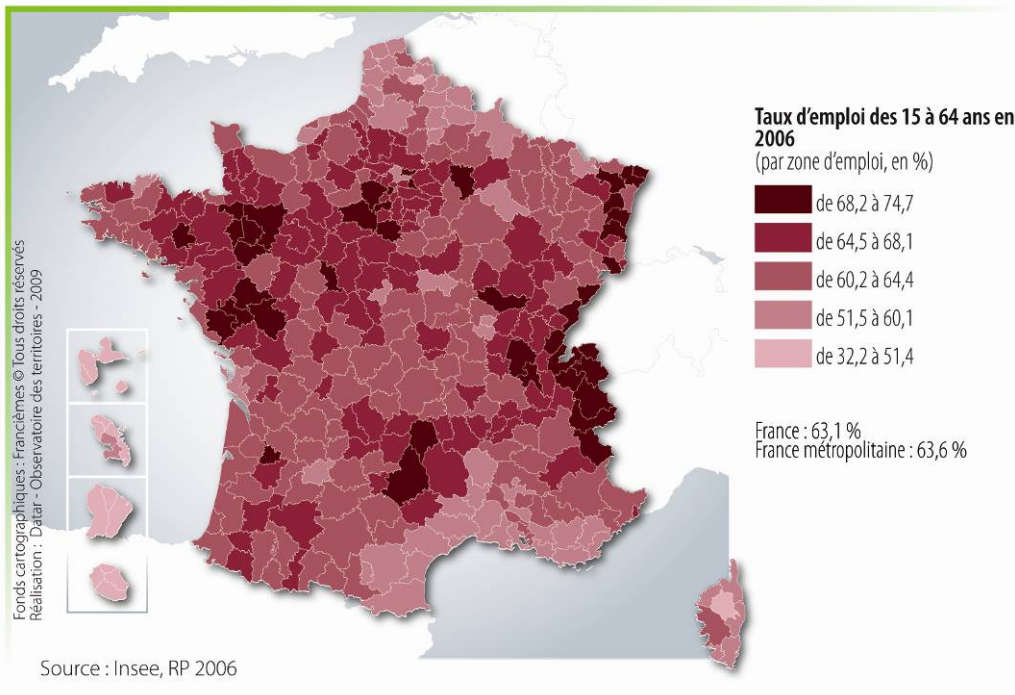 Taux d'emploi des 15 à 64 ans en
2006
(par zone d'emploi, en %)
de 68,2 à 74,7
de 64,5 à 68,1
de 60,2 à 64,4
de 51,5 à 60,1
de 32,2 à 51,4
France : 63,1 %
France métropolitaine : 63,6 %
Fonds cartographiques : Francièmes © Tous droits réservés
Réalisation : Datar - Observatoire des territoires - 2009
Source : Insee, RP 2006